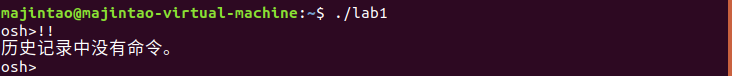 majintao@majintao-virtual-machine:~$ ./lab1
osh>!!
历史记录中没有命令。
osh>